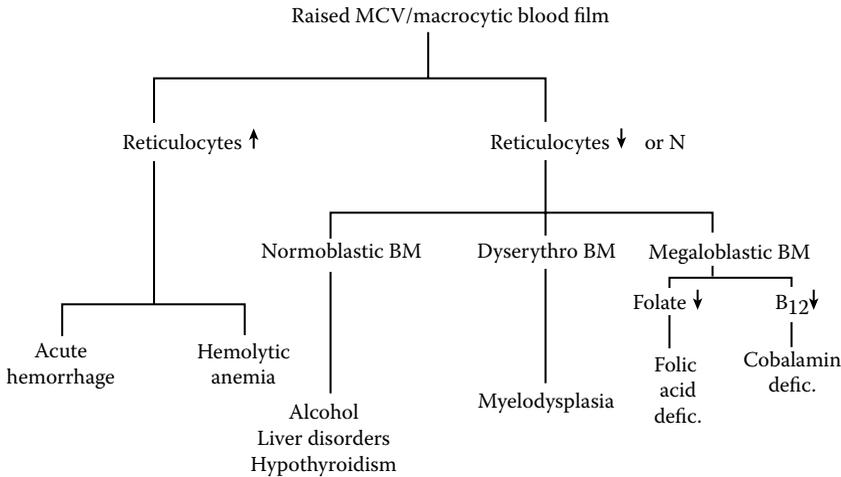 Raised MCV/macrocytic blood film
Reticulocytes ↑
Reticulocytes ↓ or N
Normoblastic BM
Dyserythro BM
Megaloblastic BM
Folate ↓
B12↓
Acute
hemorrhage
Hemolytic
anemia
Alcohol
Liver disorders
Hypothyroidism
Myelodysplasia
Folic
acid
defic.
Cobalamin
defic.